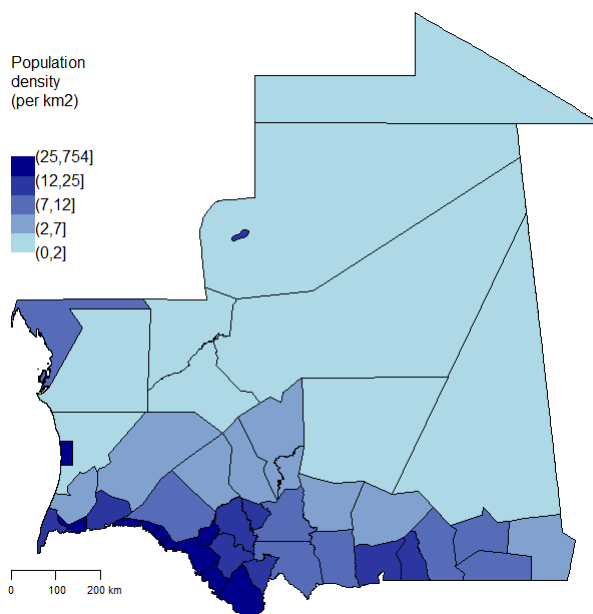 Population
density
(per km2)
(25,754]
(12,25]
(7,12]
(2,7]
(0,2]
0 100 200 km